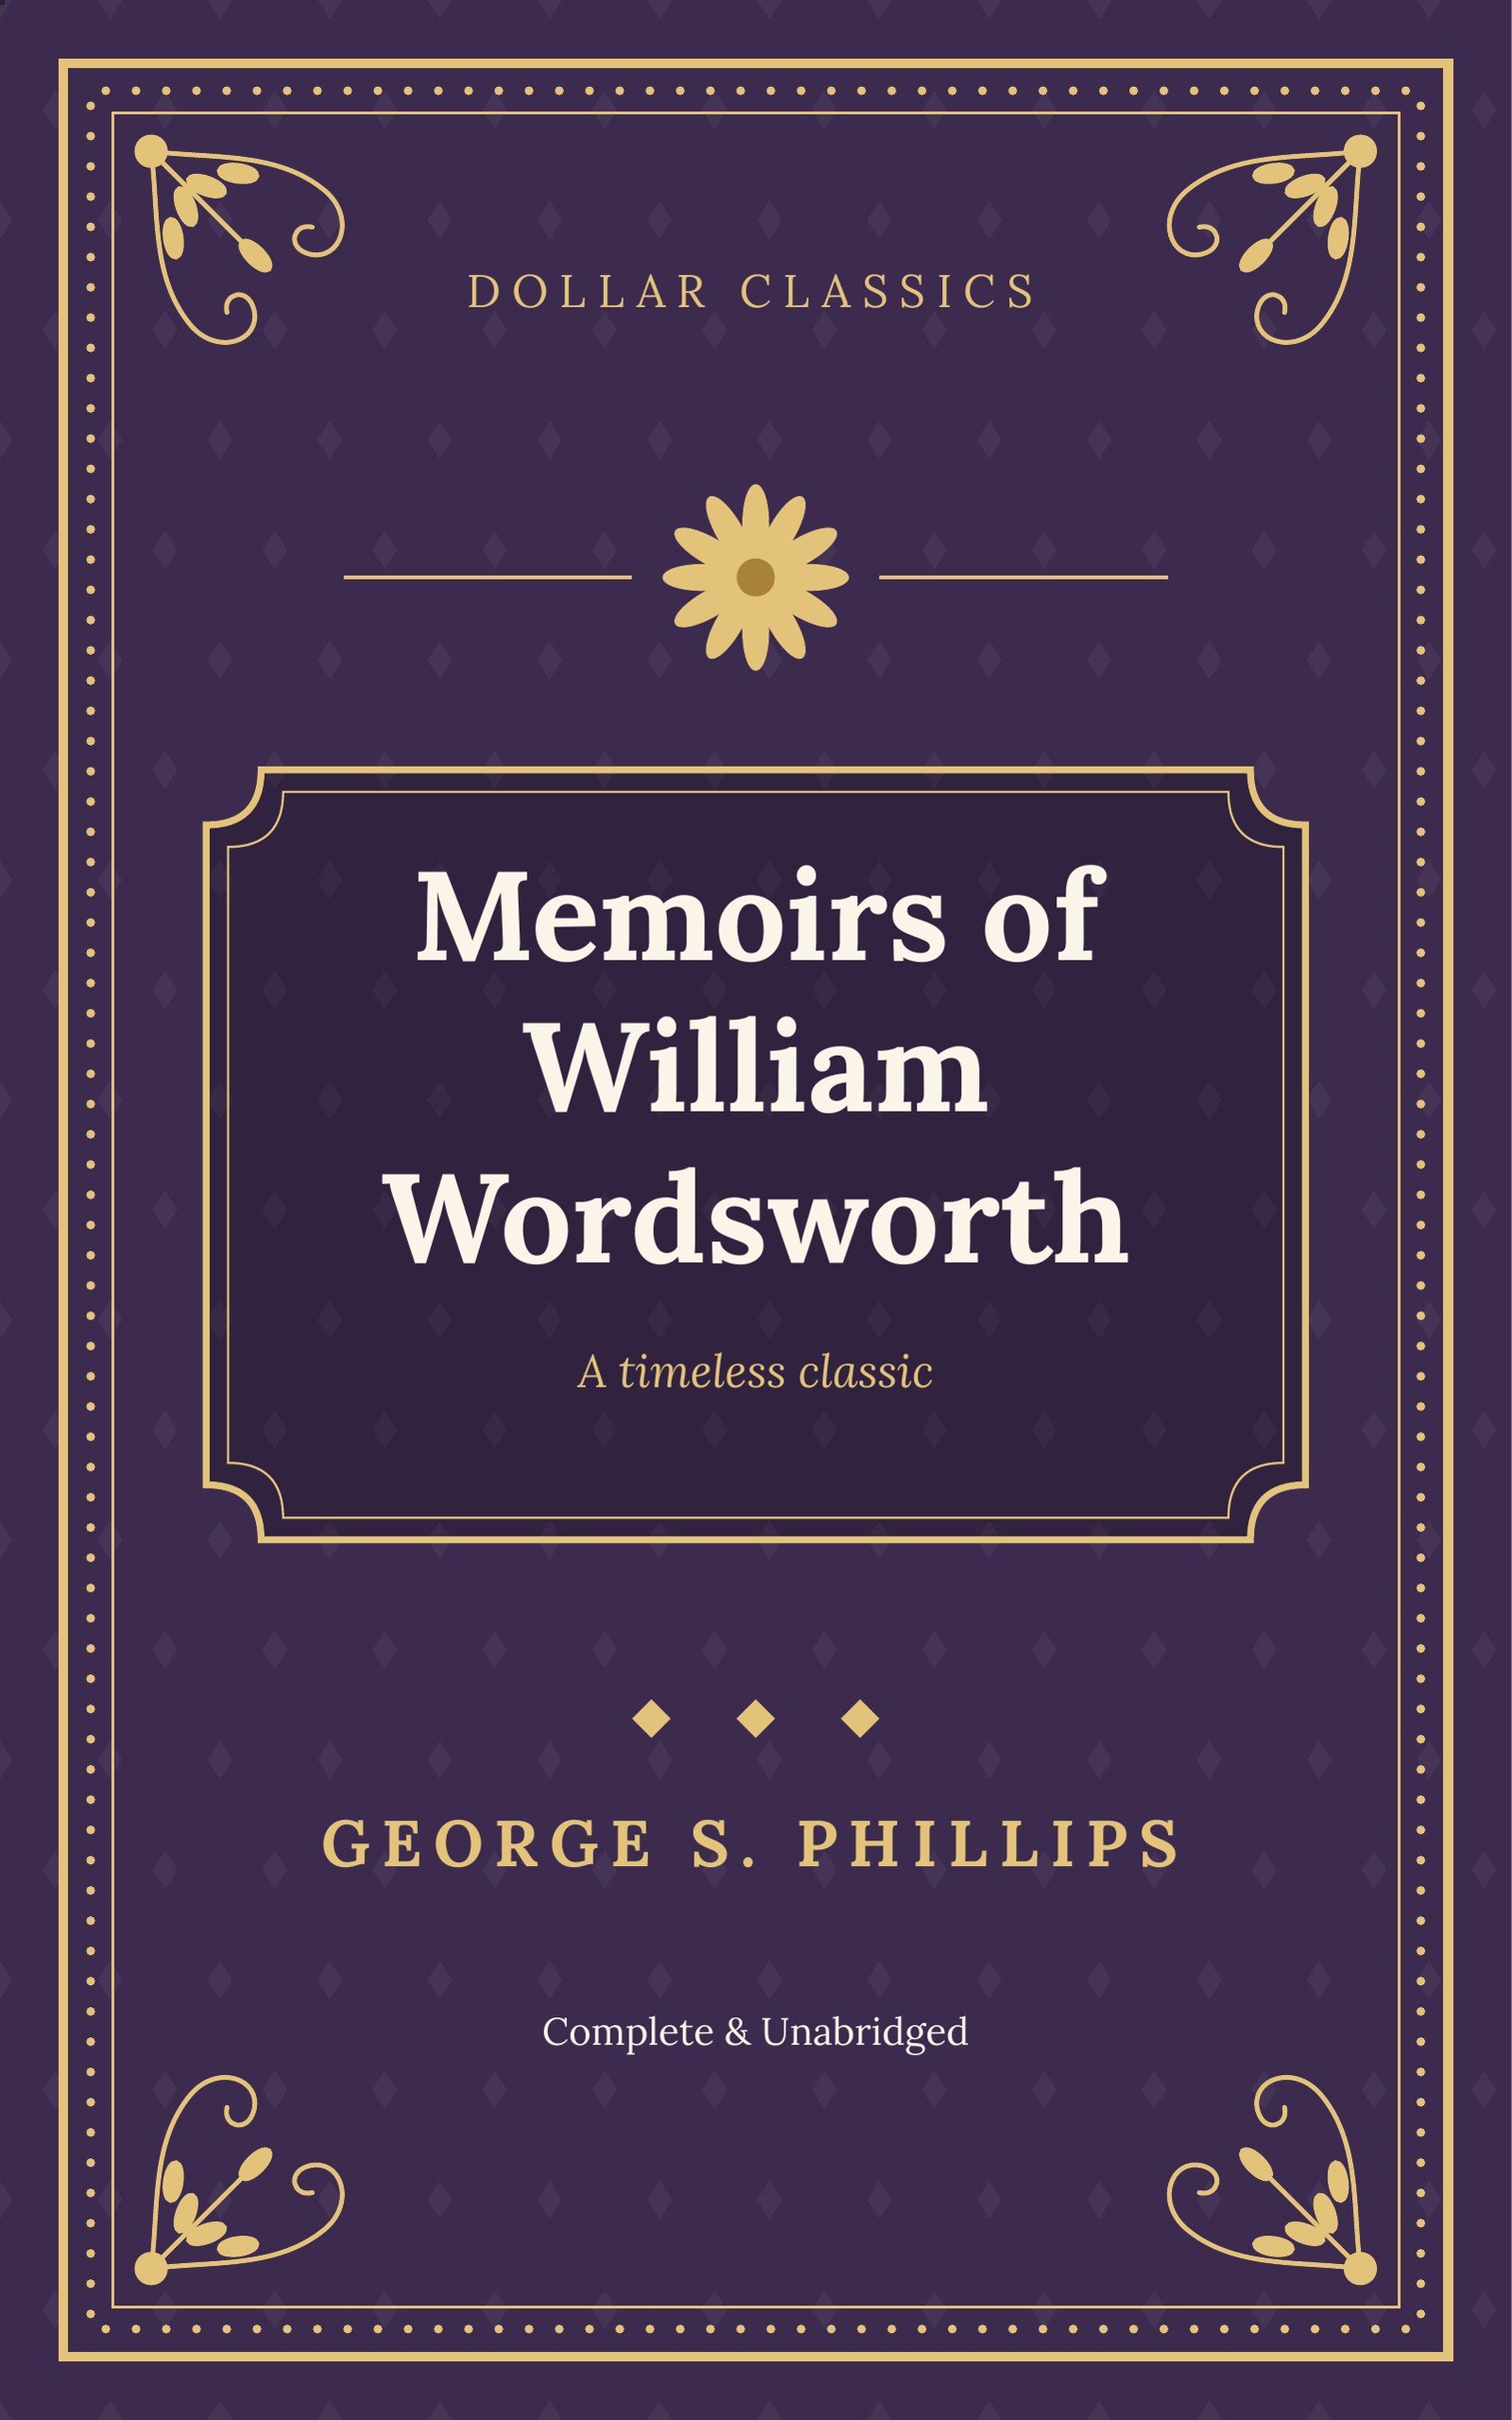 DOLLAR CLASSICS
Memoirs of
William
Wordsworth
A timeless classic
GEORGE S. PHILLIPS
Complete & Unabridged